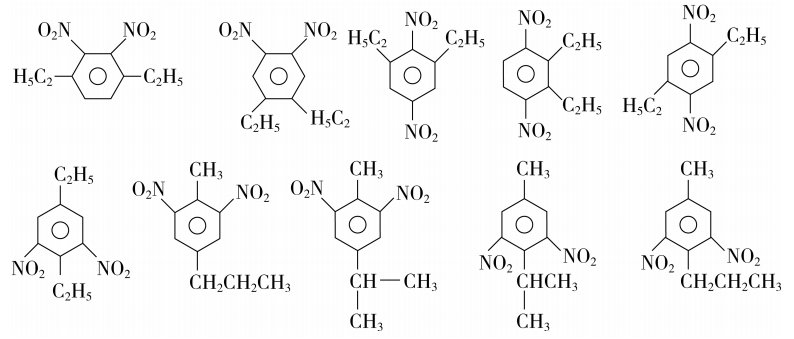 O₂N NO₂
H₅C₂ C₂H₅
O₂N NO₂
C₂H₅ H₅C₂
NO₂
H₅C₂ C₂H₅
NO₂
NO₂
C₂H₅
C₂H₅
NO₂
NO₂
C₂H₅
H₅C₂
NO₂
C₂H₅
NO₂ NO₂
C₂H₅
CH₃
O₂N NO₂
CH₂CH₂CH₃
CH₃
O₂N NO₂
CH—CH₃
CH₃
CH₃
NO₂ NO₂
CHCH₃
CH₃
CH₃
NO₂ NO₂
CH₂CH₂CH₃